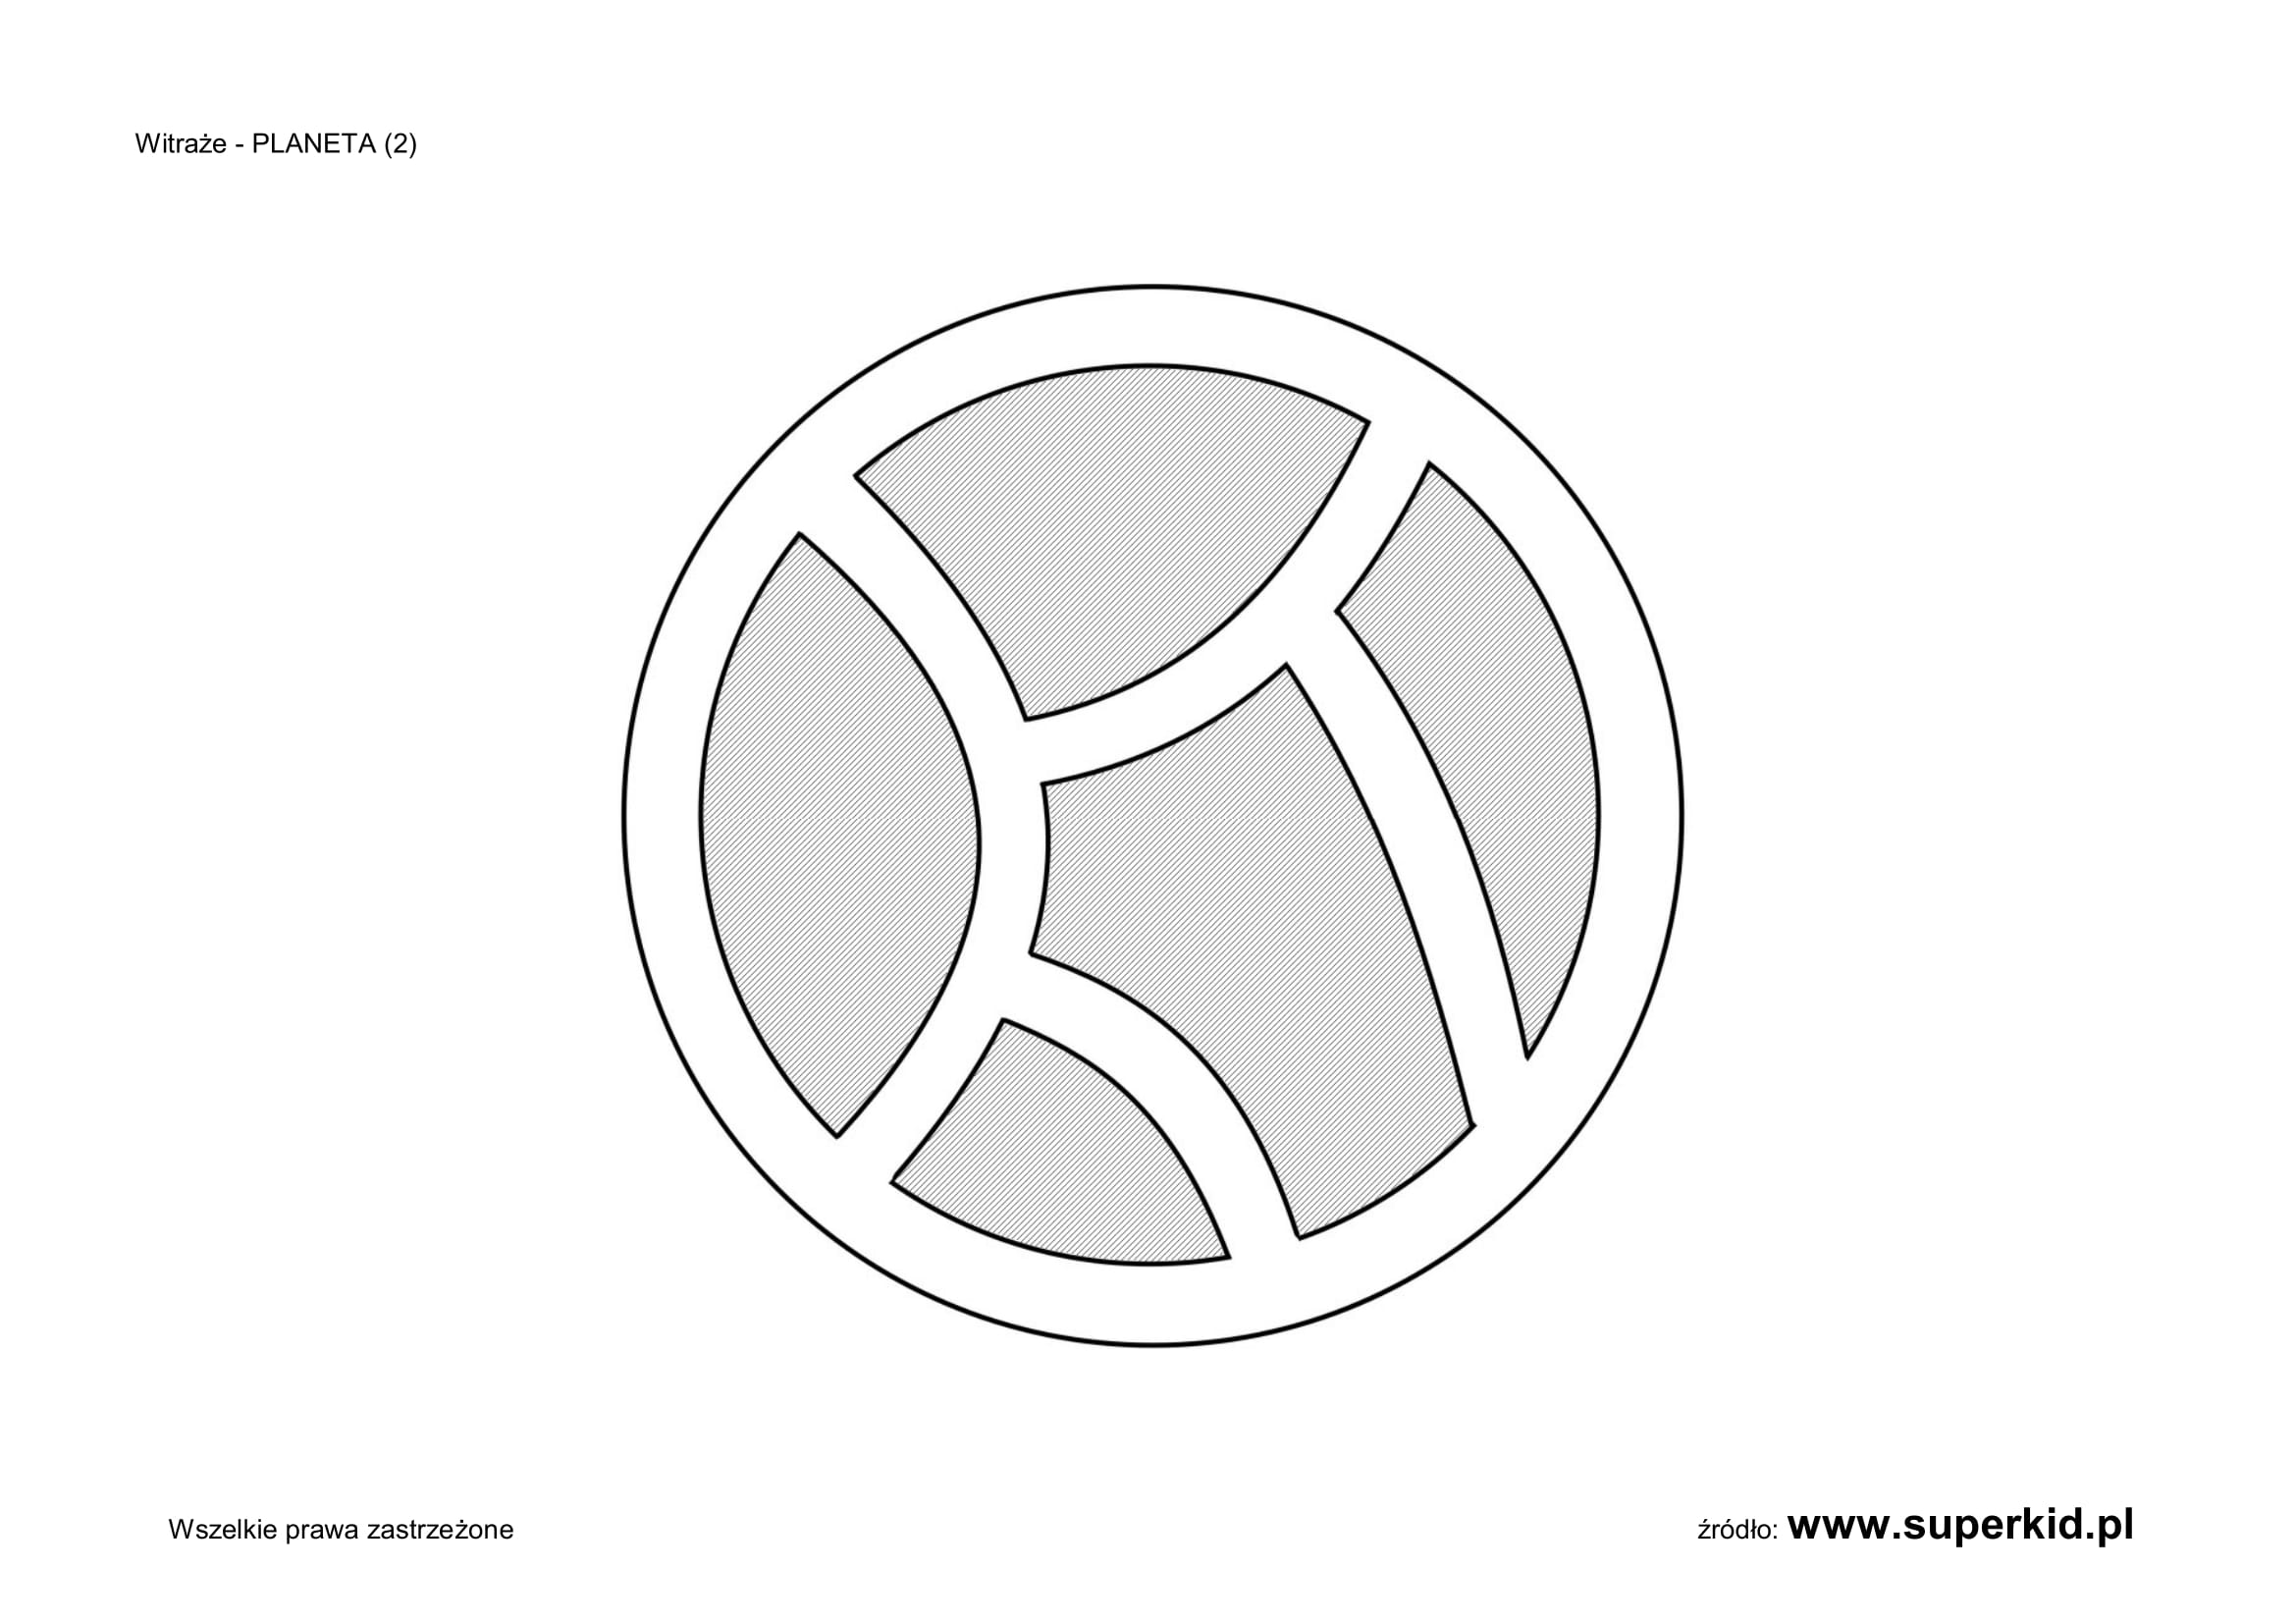 Witraże - PLANETA (2)
Wszelkie prawa zastrzeżone
źródło: www.superkid.pl